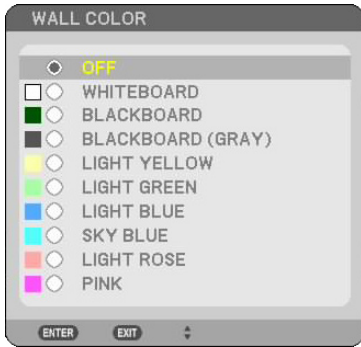 WALL COLOR
OFF
WHITEBOARD
BLACKBOARD
BLACKBOARD (GRAY)
LIGHT YELLOW
LIGHT GREEN
LIGHT BLUE
SKY BLUE
LIGHT ROSE
PINK
ENTER EXIT